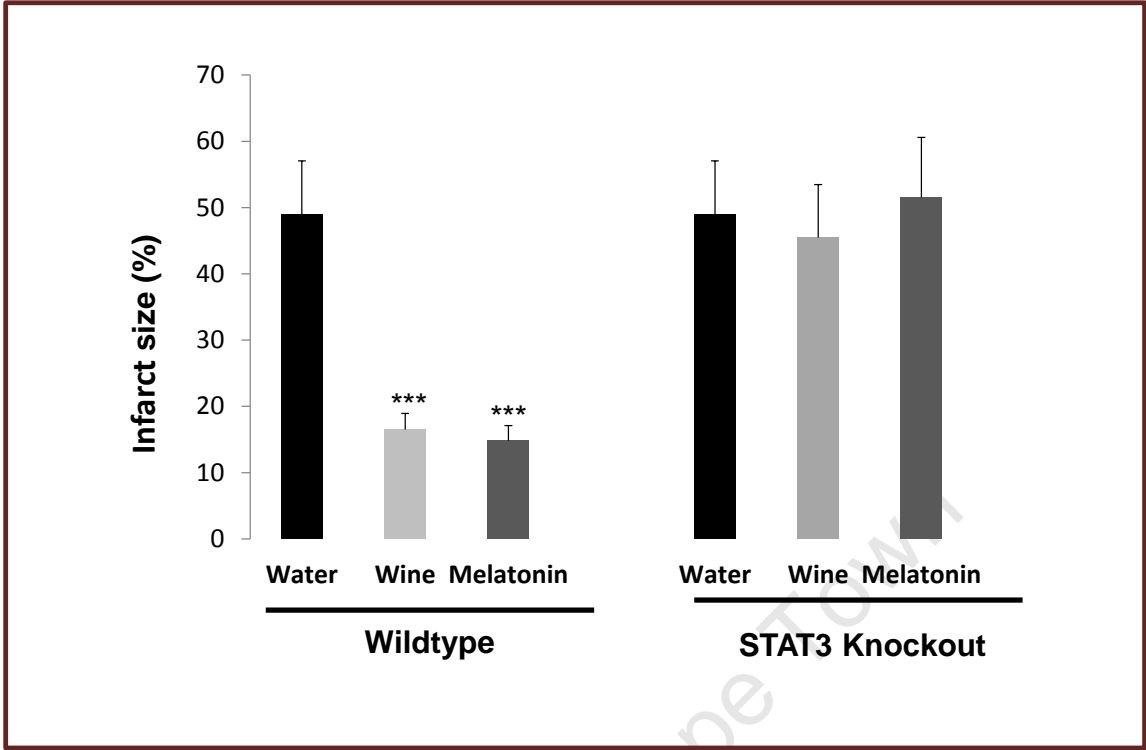 70
60
50
40
30
20
10
0
Infarct size (%)
***
***
Water Wine Melatonin
Water Wine Melatonin
Wildtype
STAT3 Knockout
Town